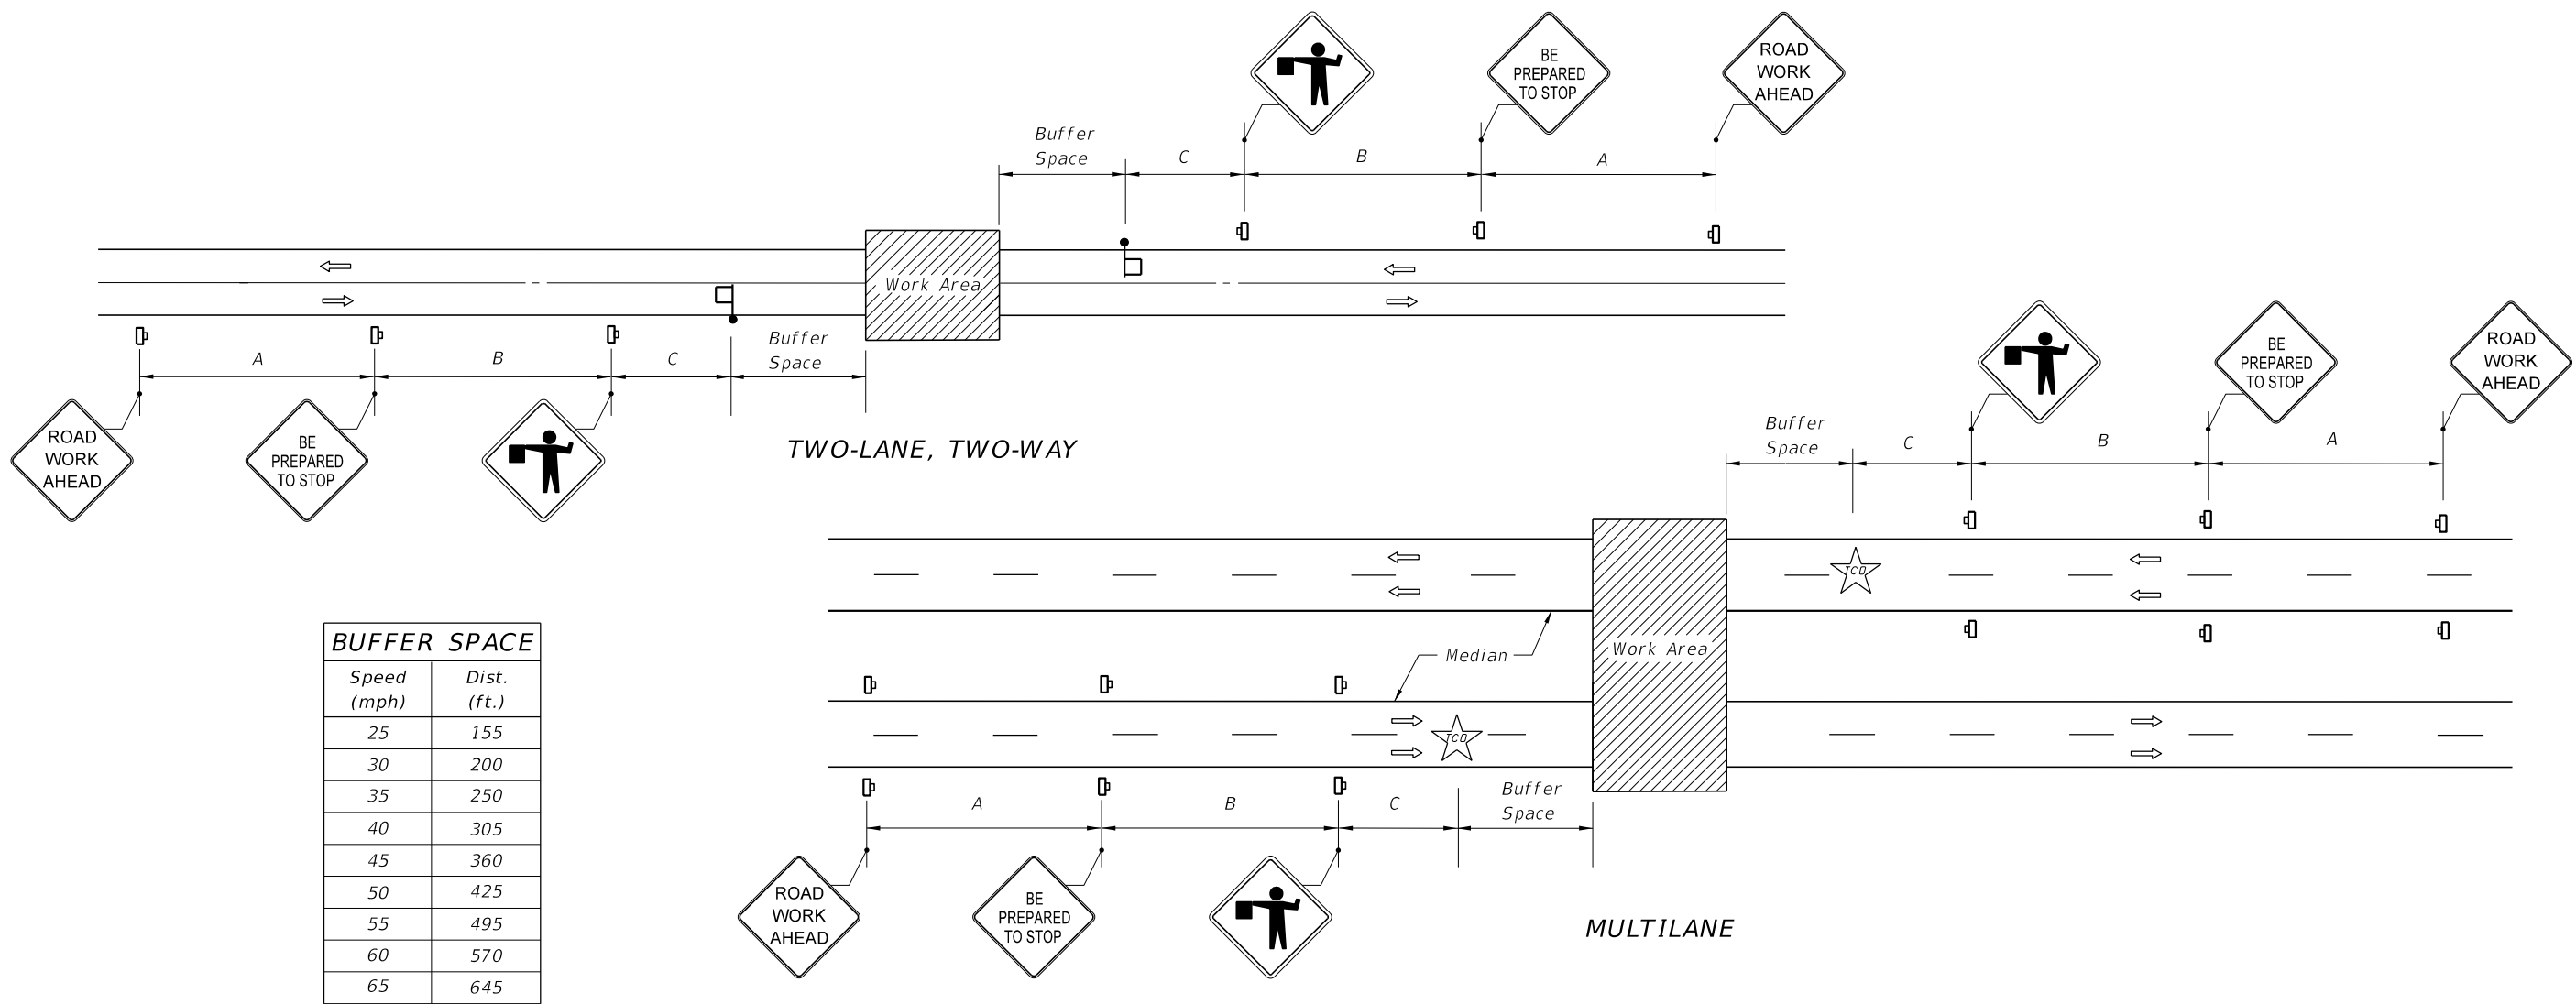 BE
PREPARED
TO STOP
ROAD
WORK
AHEAD
Buffer
Space
C
B
A
Work Area
A
B
C
Buffer
Space
ROAD
WORK
AHEAD
BE
PREPARED
TO STOP
TWO-LANE, TWO-WAY
BE
PREPARED
TO STOP
ROAD
WORK
AHEAD
Buffer
Space
C
B
A
TCO
Median
Work Area
TCO
A
B
C
Buffer
Space
ROAD
WORK
AHEAD
BE
PREPARED
TO STOP
MULTILANE
BUFFER SPACE
Speed (mph) Dist. (ft.)
25 155
30 200
35 250
40 305
45 360
50 425
55 495
60 570
65 645